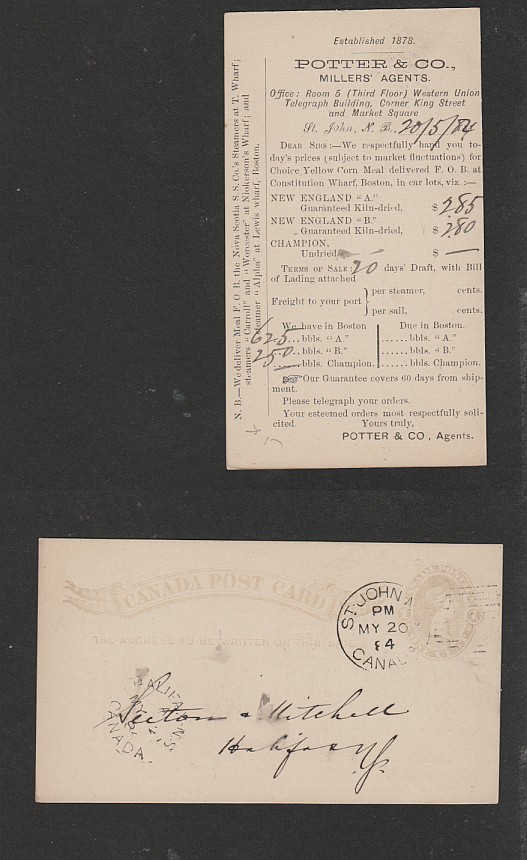 Established 1878.
POTTER & CO.,
MILLERS' AGENTS.
Office: Room 5 (Third Floor) Western Union
Telegraph Building, Corner King Street
and Market Square
St. John, N. B., 20/5/84
DEAR SIRS:—We respectfully hand you to-
day's prices (subject to market fluctuations) for
Choice Yellow Corn Meal delivered F. O. B. at
Constitution Wharf, Boston, in car lots, viz.:—
NEW ENGLAND "A."
Guaranteed Kiln-dried, $ 285
NEW ENGLAND "B."
Guaranteed Kiln-dried, $ 280
CHAMPION,
Undried, $ —
TERMS OF SALE: 20 days' Draft, with Bill
of Lading attached
Freight to your port } per steamer, cents.
per sail, cents.
We have in Boston Due in Boston.
625 bbls. "A." ...... bbls. "A."
250 bbls. "B." ...... bbls. "B."
...... bbls. Champion. ...... bbls. Champion.
Our Guarantee covers 60 days from ship-
ment.
Please telegraph your orders.
Your esteemed orders most respectfully soli-
cited. Yours truly,
POTTER & CO., Agents.
N. B.—We deliver Meal F. O. B. the Nova Scotia S. S. Co.'s Steamers at T. Wharf;
steamers "Carroll" and "Worcester" at Nickerson's Wharf; and
steamer "Alpha" at Lewis wharf, Boston.
CANADA POST CARD
THE ADDRESS TO BE WRITTEN ON THIS SIDE
ST. JOHN N
PM
MY 20
84
CANADA
HALIFAX N.S.
CANADA.
& Mitchell
Halifax N.S.